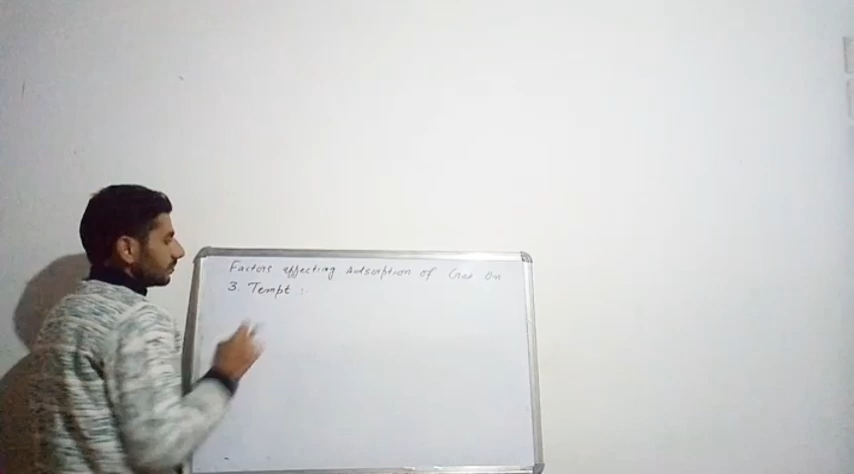 Factors affecting Adsorption of Gas On
3. Tempt :